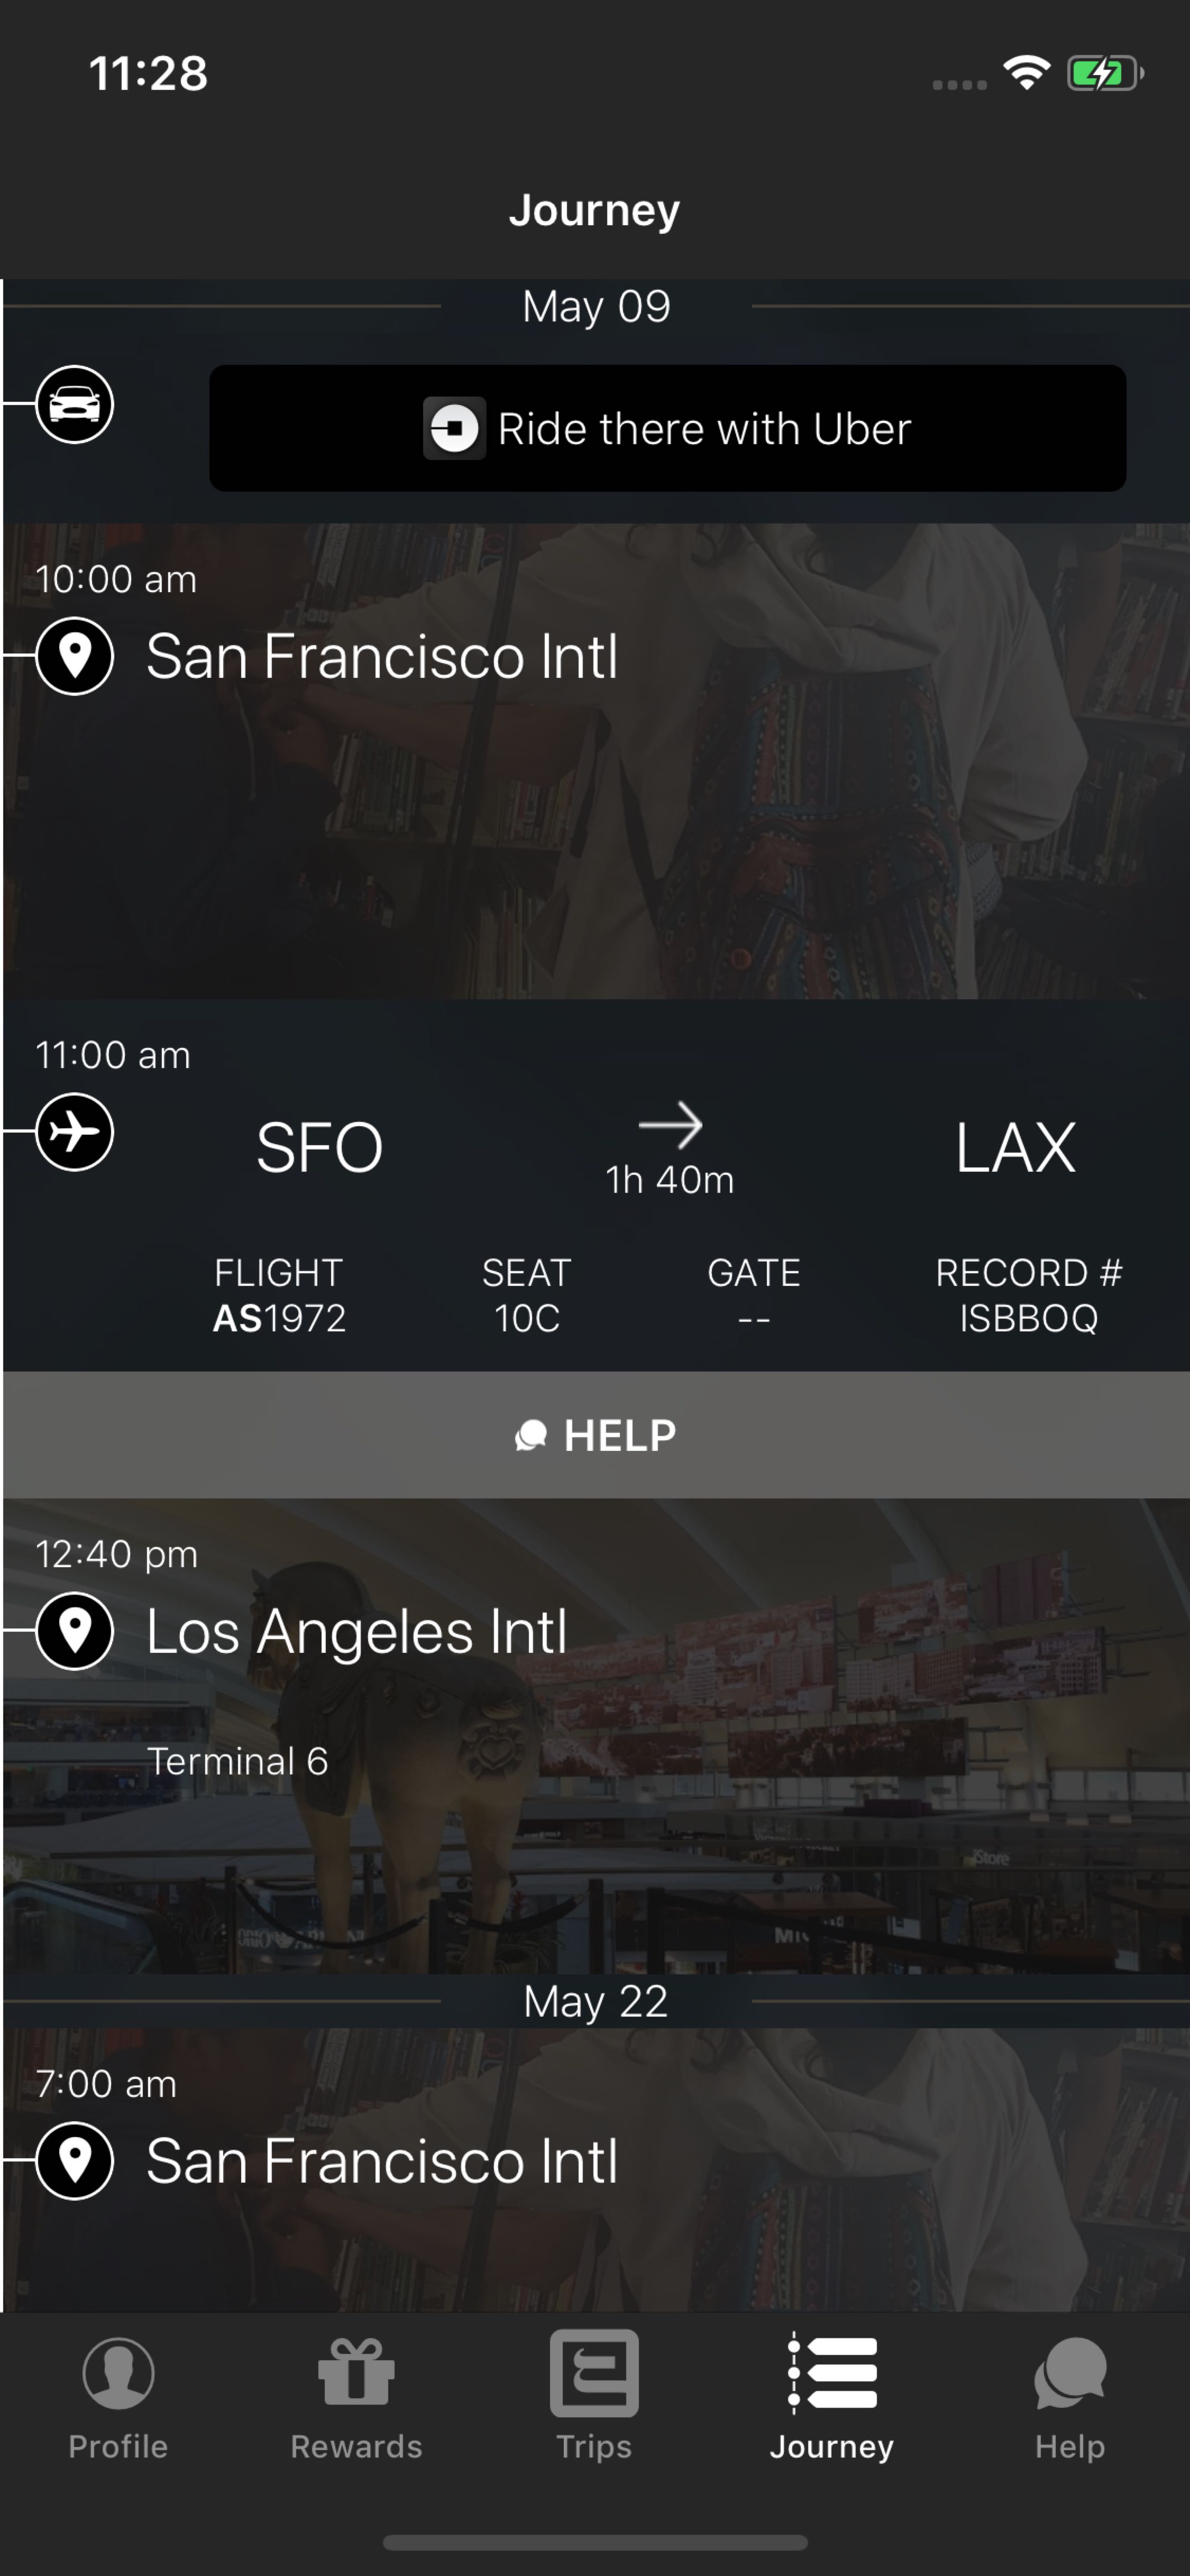 11:28
Journey
May 09
Ride there with Uber
10:00 am
San Francisco Intl
11:00 am
SFO
LAX
1h 40m
FLIGHT SEAT GATE RECORD #
AS1972 10C -- ISBBOQ
HELP
12:40 pm
Los Angeles Intl
Terminal 6
iStore
May 22
7:00 am
San Francisco Intl
Profile Rewards Trips Journey Help